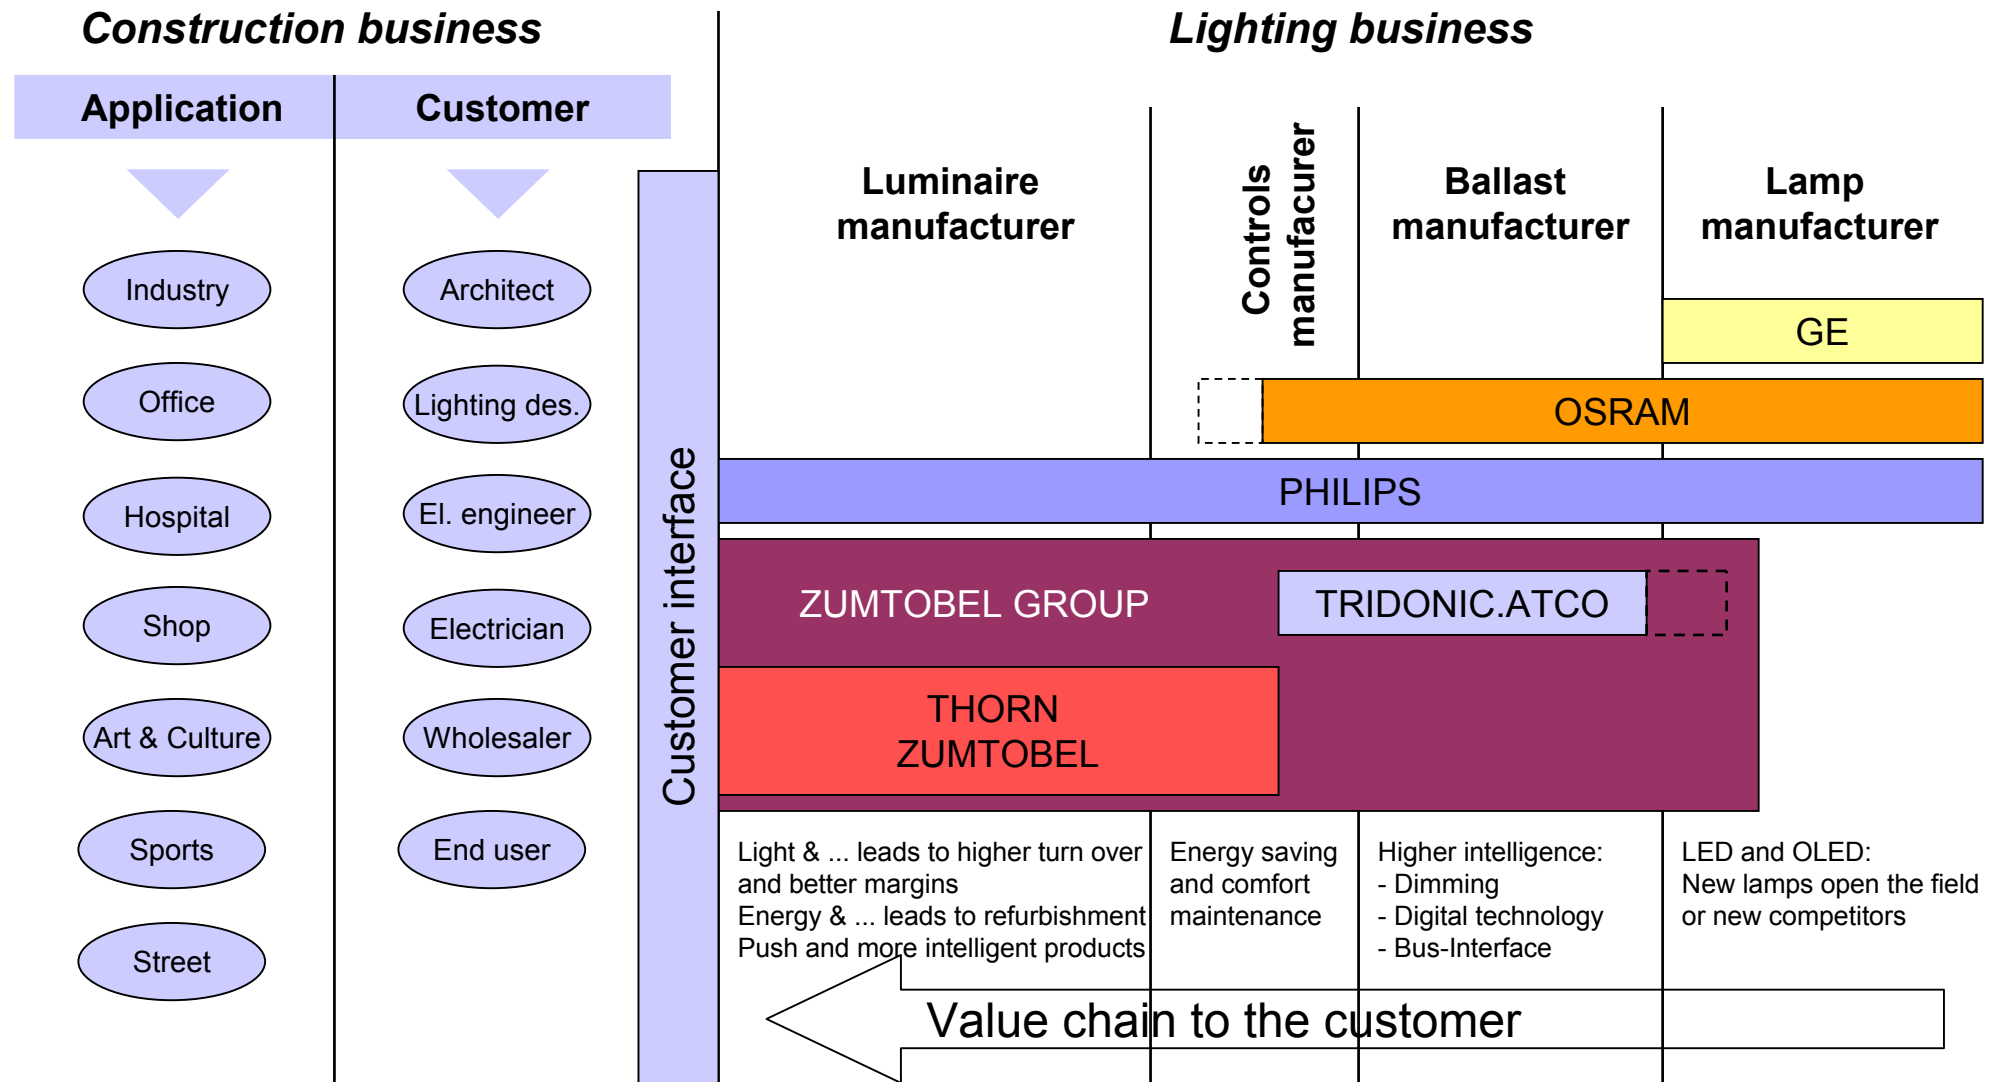 Construction business
Lighting business
Application
Customer
Industry
Office
Hospital
Shop
Art & Culture
Sports
Street
Architect
Lighting des.
El. engineer
Electrician
Wholesaler
End user
Customer interface
Luminaire
manufacturer
Controls
manufacurer
Ballast
manufacturer
Lamp
manufacturer
GE
OSRAM
PHILIPS
ZUMTOBEL GROUP
TRIDONIC.ATCO
THORN
ZUMTOBEL
Light & ... leads to higher turn over
and better margins
Energy & ... leads to refurbishment
Push and more intelligent products
Energy saving
and comfort
maintenance
Higher intelligence:
- Dimming
- Digital technology
- Bus-Interface
LED and OLED:
New lamps open the field
or new competitors
Value chain to the customer